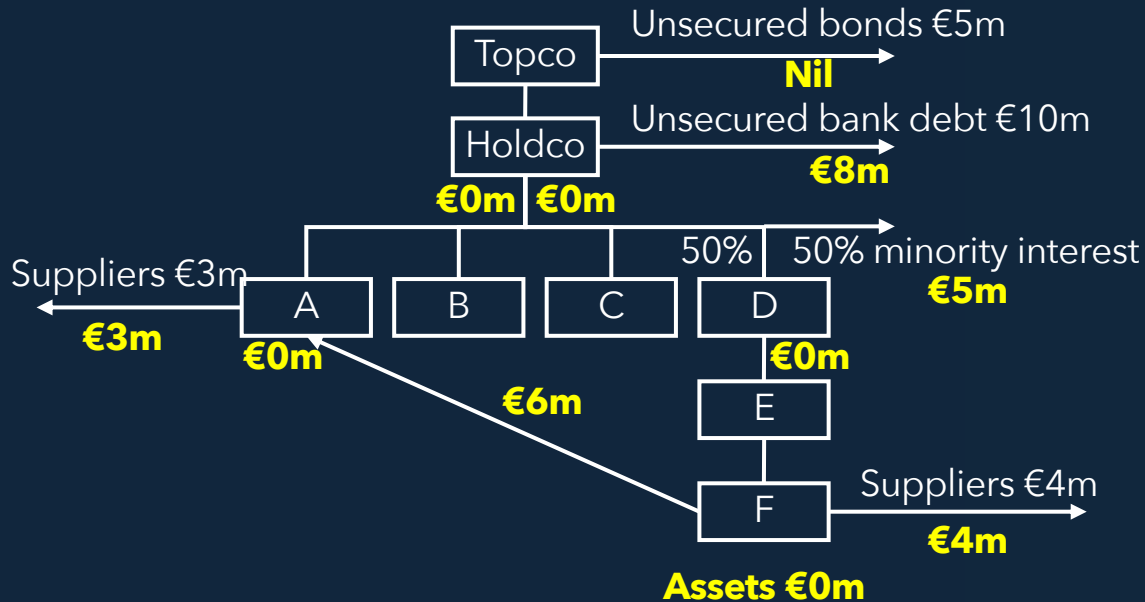 Unsecured bonds €5m
Topco
Nil
Unsecured bank debt €10m
Holdco
€8m
€0m €0m
50% 50% minority interest
Suppliers €3m
€5m
A B C D
€3m
€0m €0m
€6m
E
Suppliers €4m
F
€4m
Assets €0m